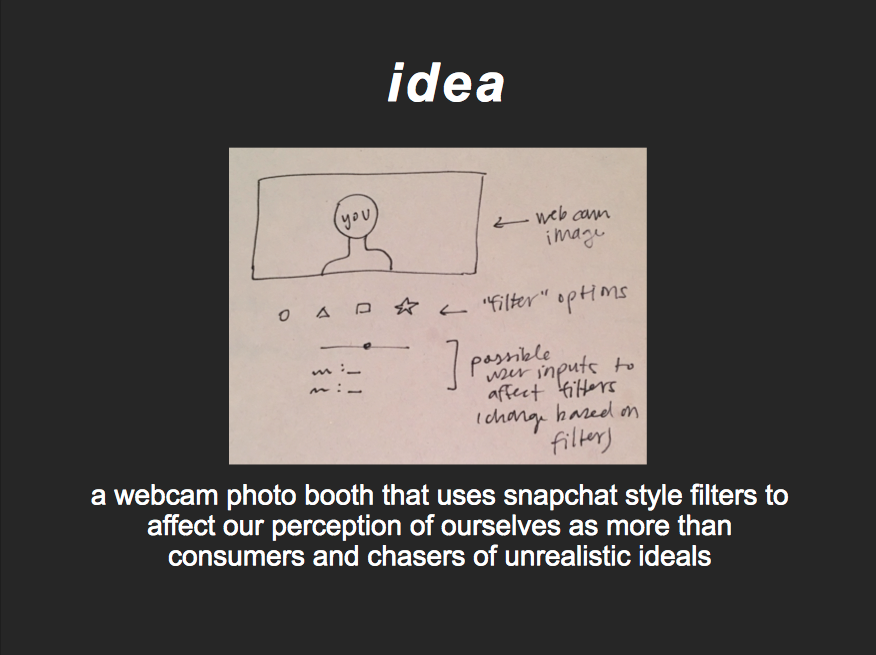 idea
you
← web cam
image
← "filter" options
possible
user inputs to
affect filters
(change based on
filters)
a webcam photo booth that uses snapchat style filters to
affect our perception of ourselves as more than
consumers and chasers of unrealistic ideals